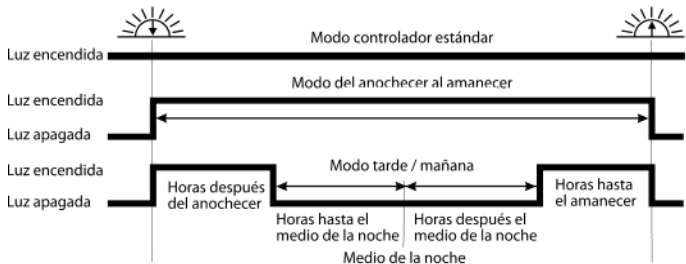 Modo controlador estándar
Luz encendida
Modo del anochecer al amanecer
Luz encendida
Luz apagada
Luz encendida
Modo tarde / mañana
Luz apagada
Horas después
del anochecer
Horas hasta
el amanecer
Horas hasta el
medio de la noche
Horas después el
medio de la noche
Medio de la noche